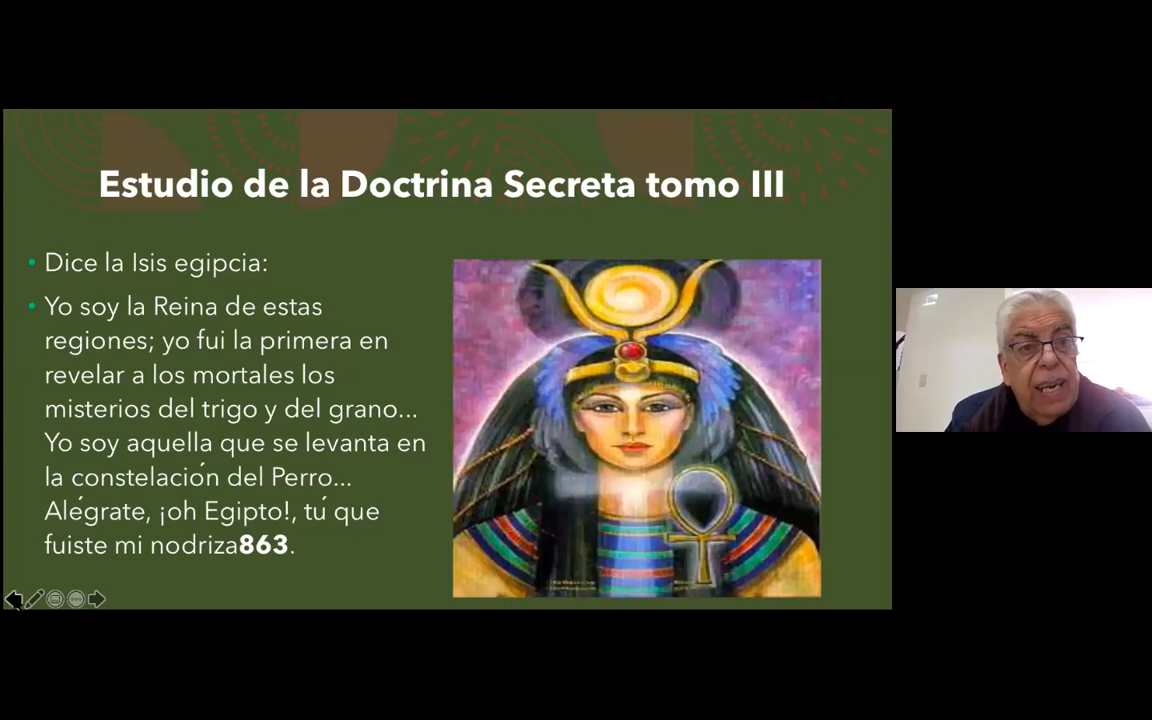 Estudio de la Doctrina Secreta tomo III
• Dice la Isis egipcia:
• Yo soy la Reina de estas
regiones; yo fui la primera en
revelar a los mortales los
misterios del trigo y del grano...
Yo soy aquella que se levanta en
la constelación del Perro...
Alégrate, ¡oh Egipto!, tú que
fuiste mi nodriza863.